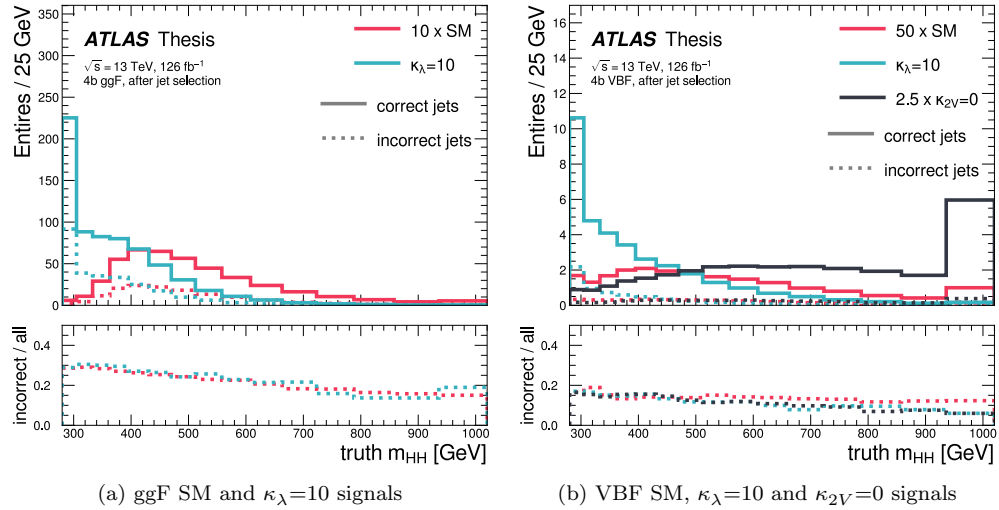 ATLAS Thesis
√s = 13 TeV, 126 fb⁻¹
4b ggF, after jet selection
10 x SM
κλ=10
correct jets
incorrect jets
Entires / 25 GeV
350
300
250
200
150
100
50
0
incorrect / all
0.4
0.2
0.0
300 400 500 600 700 800 900 1000
truth mHH [GeV]
(a) ggF SM and κλ=10 signals
ATLAS Thesis
√s = 13 TeV, 126 fb⁻¹
4b VBF, after jet selection
50 x SM
κλ=10
2.5 x κ2V=0
correct jets
incorrect jets
Entires / 25 GeV
16
14
12
10
8
6
4
2
0
incorrect / all
0.4
0.2
0.0
300 400 500 600 700 800 900 1000
truth mHH [GeV]
(b) VBF SM, κλ=10 and κ2V=0 signals